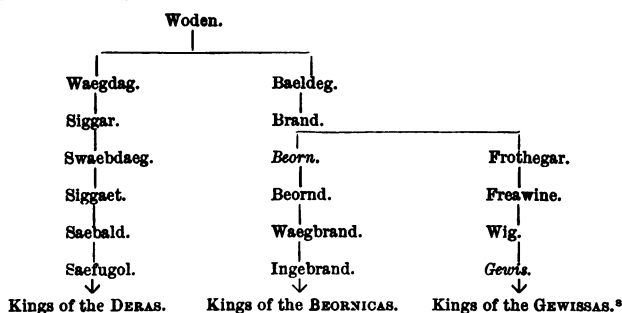 Woden.
Waegdag. Baeldeg.
Siggar. Brand.
Swaebdaeg. Beorn. Frothegar.
Siggaet. Beornd. Freawine.
Saebald. Waegbrand. Wig.
Saefugol. Ingebrand. Gewis.
Kings of the DERAS. Kings of the BEORNICAS. Kings of the GEWISSAS.⁸